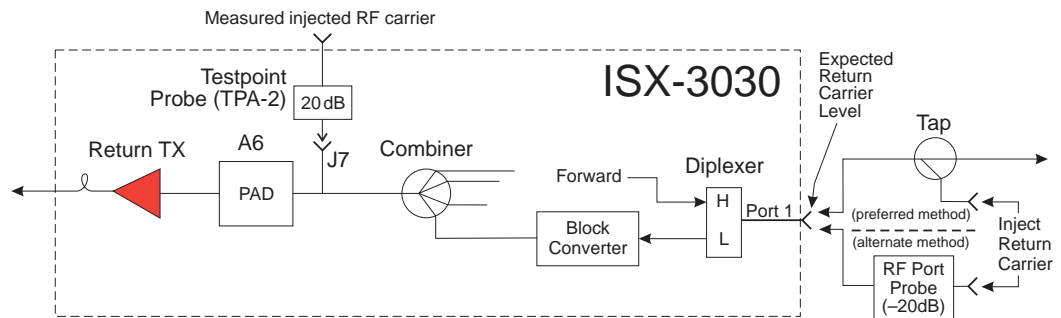 Measured injected RF carrier
Testpoint
Probe (TPA-2)
20 dB
ISX-3030
Expected
Return
Carrier
Level
Tap
Return TX
A6
J7
Combiner
Diplexer
PAD
Forward
H
L
Port 1
Block
Converter
(preferred method)
(alternate method)
Inject
Return
Carrier
RF Port
Probe
(–20dB)